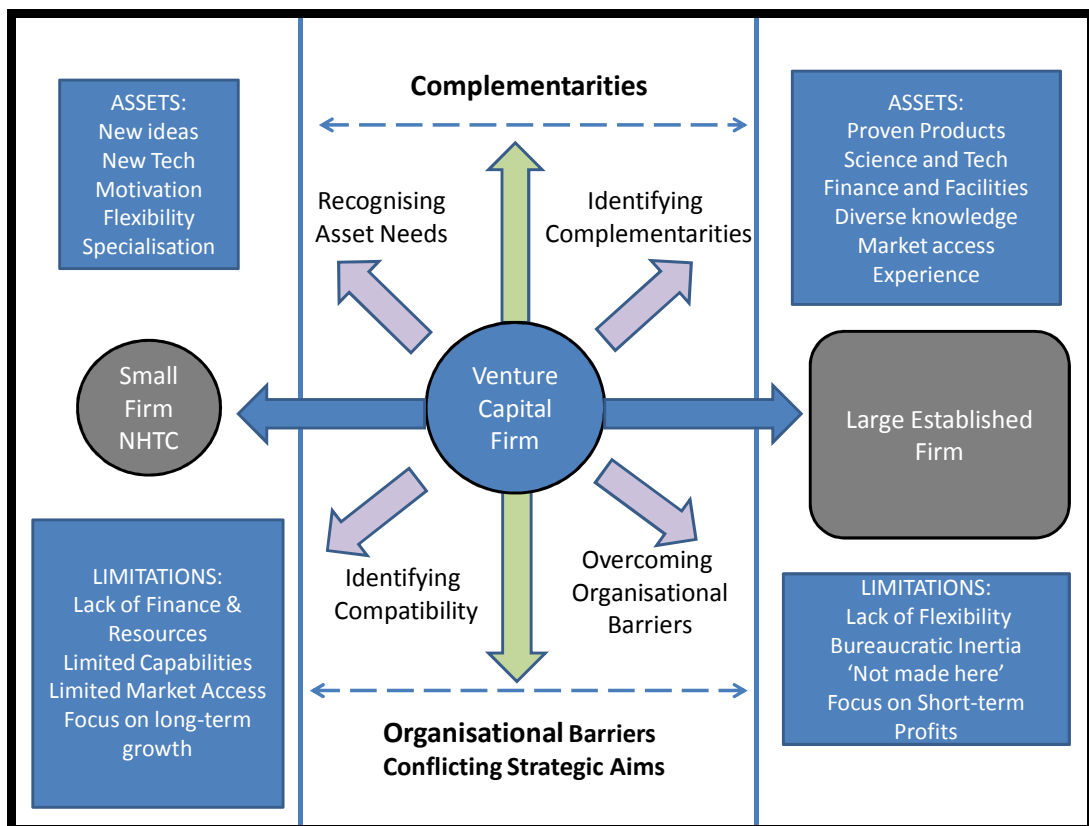 ASSETS:
New ideas
New Tech
Motivation
Flexibility
Specialisation
Small
Firm
NHTC
LIMITATIONS:
Lack of Finance &
Resources
Limited Capabilities
Limited Market Access
Focus on long-term
growth
Complementarities
Recognising
Asset Needs
Identifying
Complementarities
Venture
Capital
Firm
Identifying
Compatibility
Overcoming
Organisational
Barriers
Organisational Barriers
Conflicting Strategic Aims
ASSETS:
Proven Products
Science and Tech
Finance and Facilities
Diverse knowledge
Market access
Experience
Large Established
Firm
LIMITATIONS:
Lack of Flexibility
Bureaucratic Inertia
‘Not made here’
Focus on Short-term
Profits